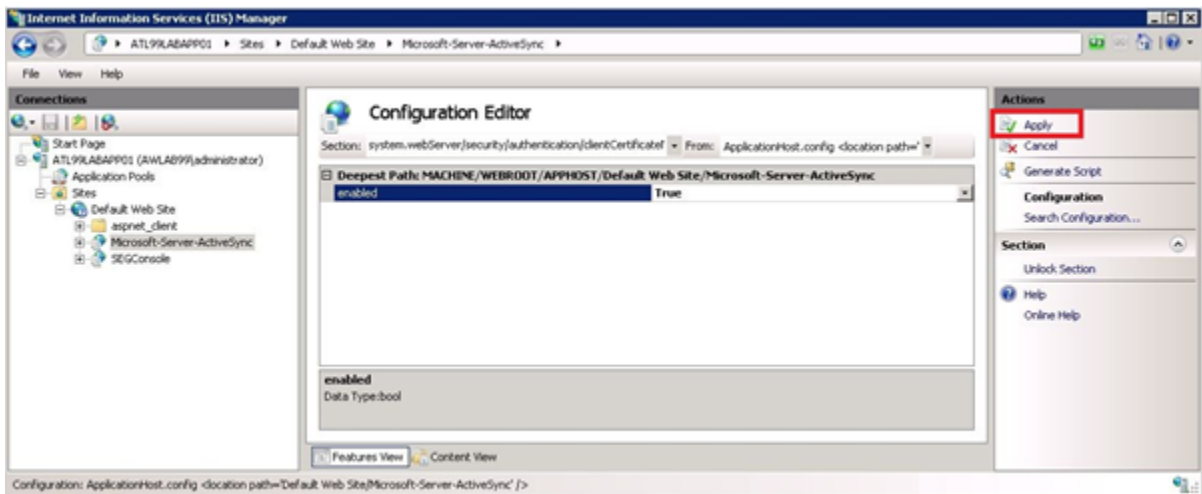 Internet Information Services (IIS) Manager
ATL99LABAPP01 Sites Default Web Site Microsoft-Server-ActiveSync
File View Help
Connections
Start Page
ATL99LABAPP01 (AWLAB99\administrator)
Application Pools
Sites
Default Web Site
aspnet_client
Microsoft-Server-ActiveSync
SEGConsole
Configuration Editor
Section: system.webServer/security/authentication/clientCertificateM From: ApplicationHost.config <location path='
Deepest Path: MACHINE/WEBROOT/APPHOST/Default Web Site/Microsoft-Server-ActiveSync
enabled True
enabled
Data Type:bool
Features View Content View
Actions
Apply
Cancel
Generate Script
Configuration
Search Configuration...
Section
Unlock Section
Help
Online Help
Configuration: ApplicationHost.config <location path='Default Web Site/Microsoft-Server-ActiveSync' />